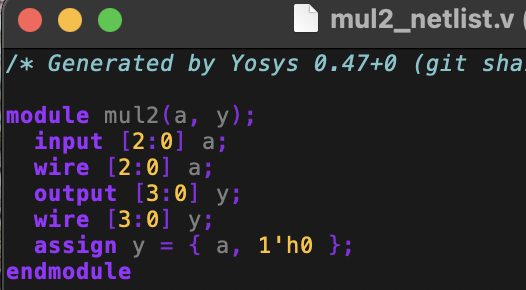 mul2_netlist.v (
/* Generated by Yosys 0.47+0 (git sha
module mul2(a, y);
  input [2:0] a;
  wire [2:0] a;
  output [3:0] y;
  wire [3:0] y;
  assign y = { a, 1'h0 };
endmodule